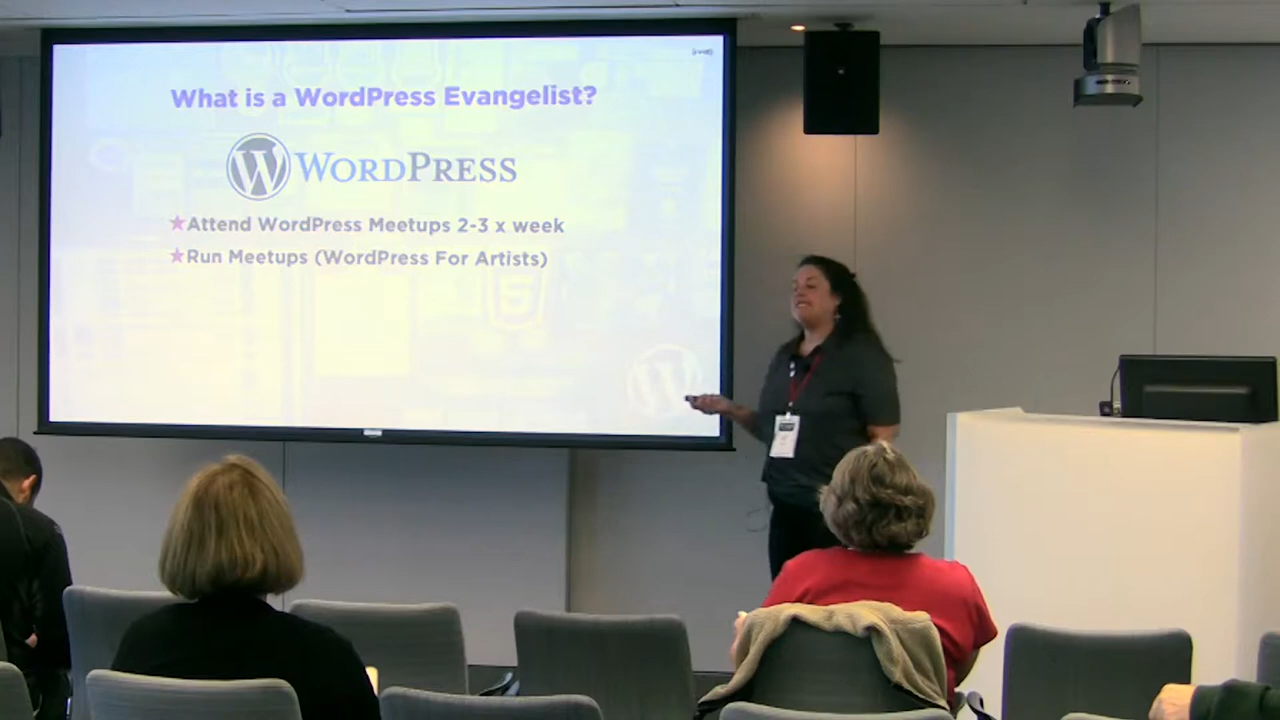 What is a WordPress Evangelist?
WORDPRESS
★Attend WordPress Meetups 2-3 x week
★Run Meetups (WordPress For Artists)